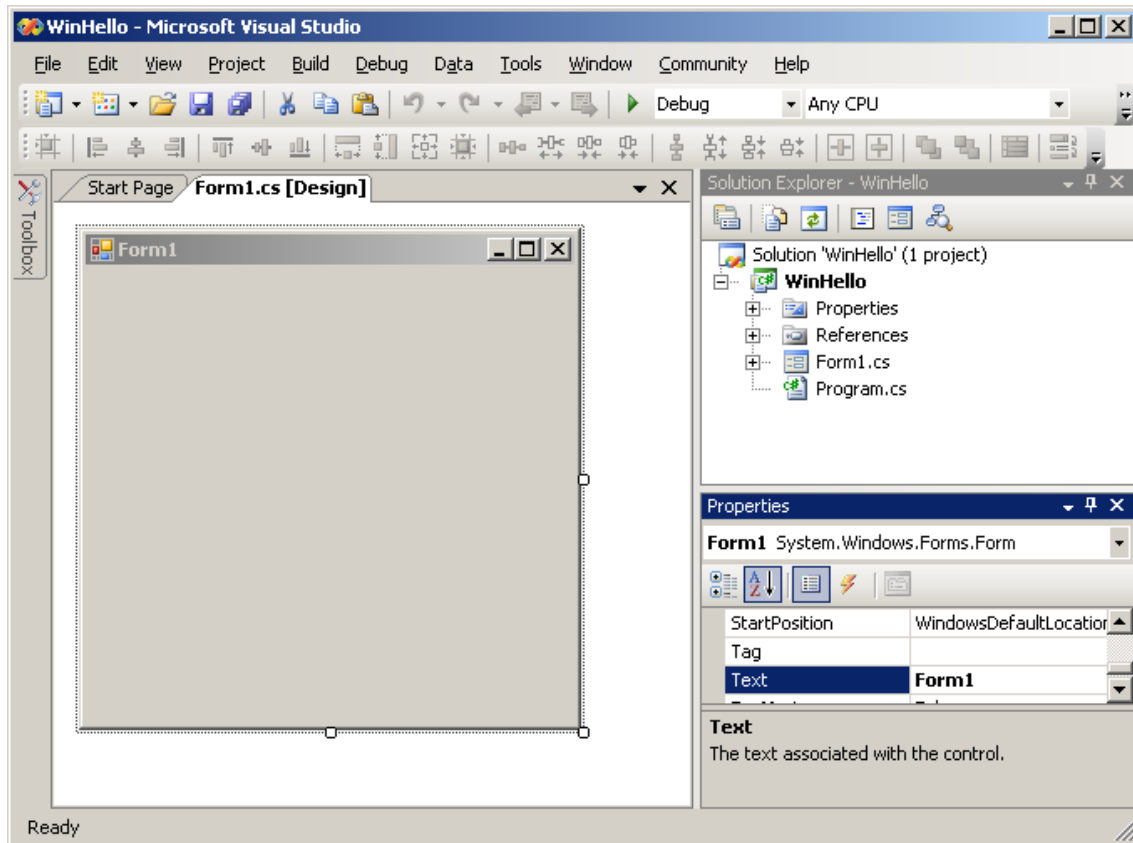 WinHello - Microsoft Visual Studio
File Edit View Project Build Debug Data Tools Window Community Help
Debug Any CPU
Toolbox
Start Page Form1.cs [Design]
Form1
Solution Explorer - WinHello
Solution 'WinHello' (1 project)
WinHello
Properties
References
Form1.cs
Program.cs
Properties
Form1 System.Windows.Forms.Form
StartPosition WindowsDefaultLocation
Tag
Text Form1
Text
The text associated with the control.
Ready